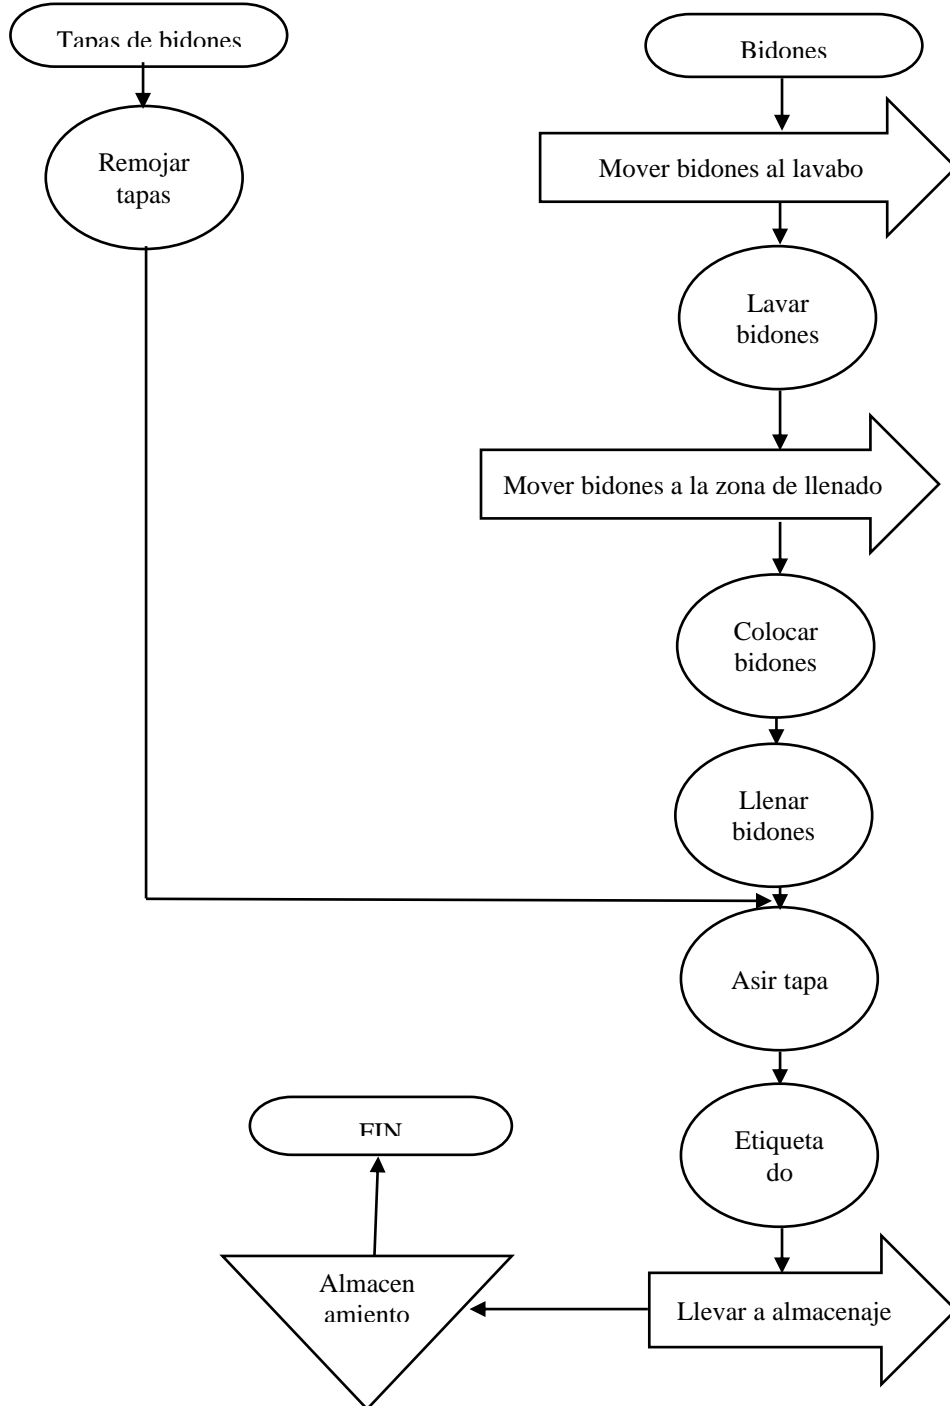 Tapas de bidones
Bidones
Remojar
tapas
Mover bidones al lavabo
Lavar
bidones
Mover bidones a la zona de llenado
Colocar
bidones
Llenar
bidones
Asir tapa
Etiqueta
do
FIN
Almacen
amiento
Llevar a almacenaje